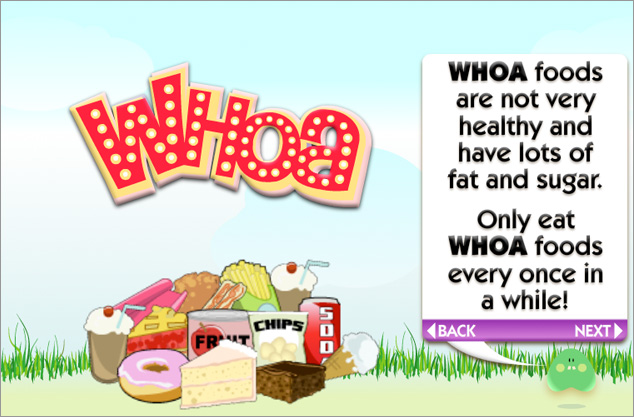 WHOA
WHOA foods
are not very
healthy and
have lots of
fat and sugar.
Only eat
WHOA foods
every once in
a while!
BACK
NEXT
FRUIT
CHIPS
SOD